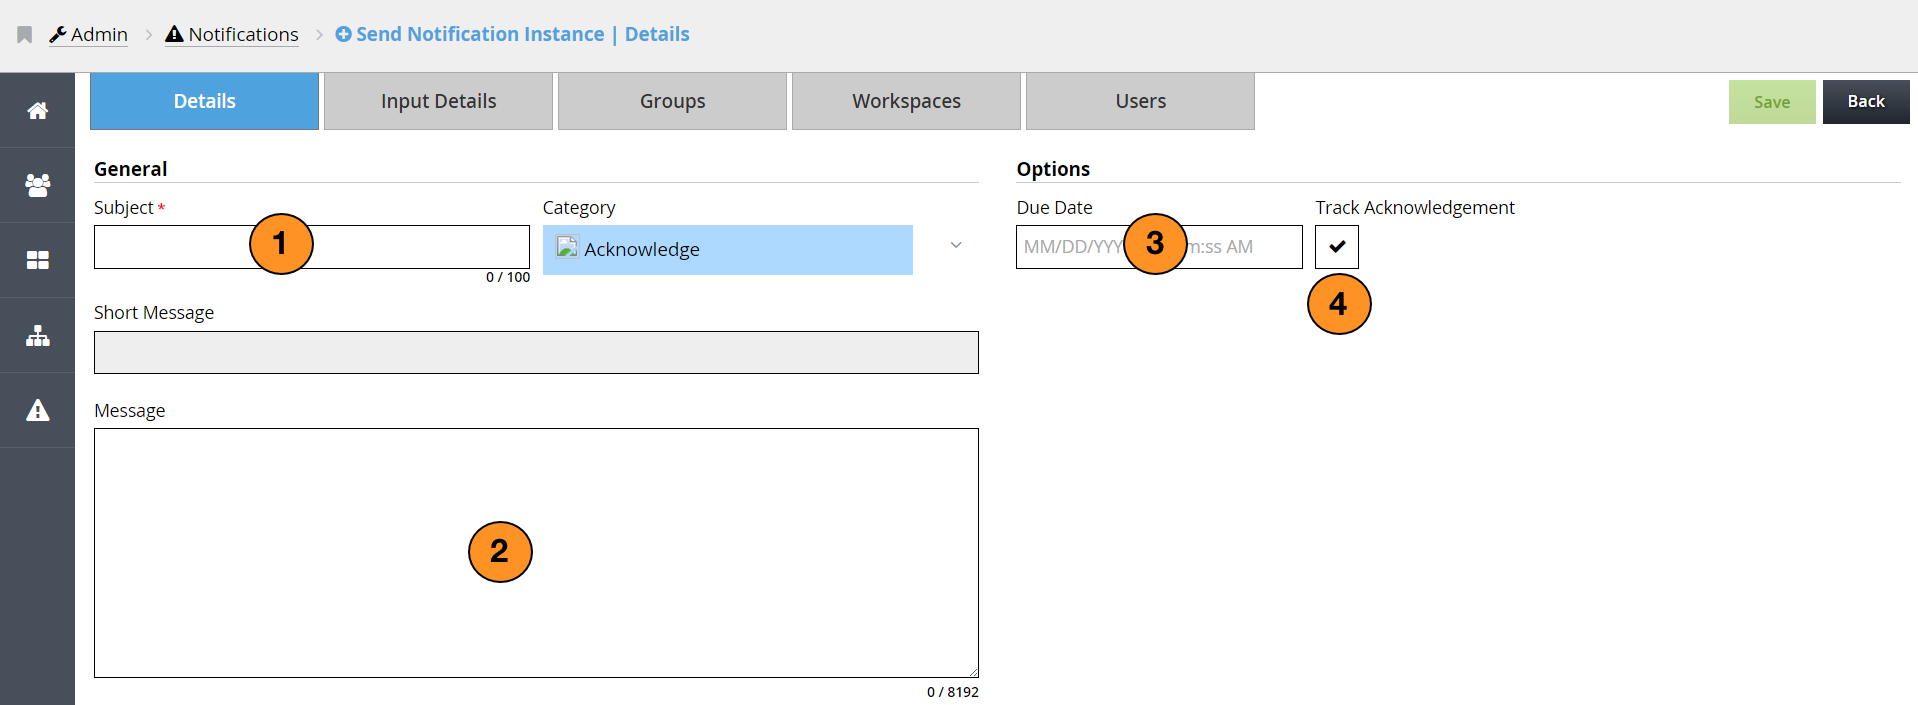 Admin > Notifications > Send Notification Instance | Details
Details Input Details Groups Workspaces Users Save Back
General
Subject * Category
1 Acknowledge
0 / 100
Short Message
Message
2
0 / 8192
Options
Due Date Track Acknowledgement
MM/DD/YYY 3 m:ss AM
4